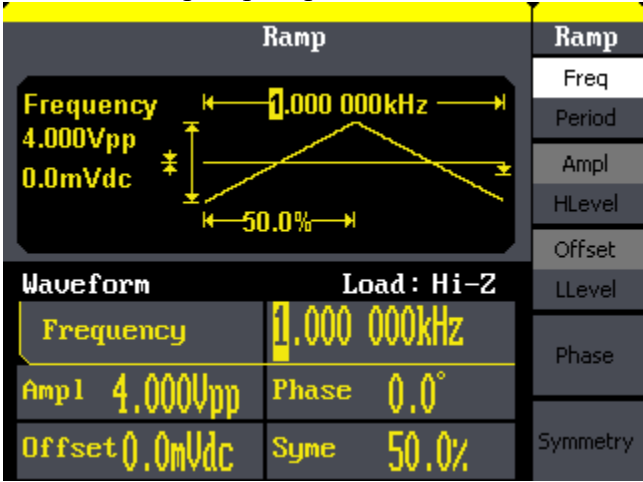 Ramp
Frequency
1.000 000kHz
4.000Vpp
0.0mVdc
50.0%
Waveform
Load: Hi-Z
Frequency
1.000 000kHz
Ampl 4.000Vpp
Phase 0.0°
Offset 0.0mVdc
Syme 50.0%
Ramp
Freq
Period
Ampl
HLevel
Offset
LLevel
Phase
Symmetry